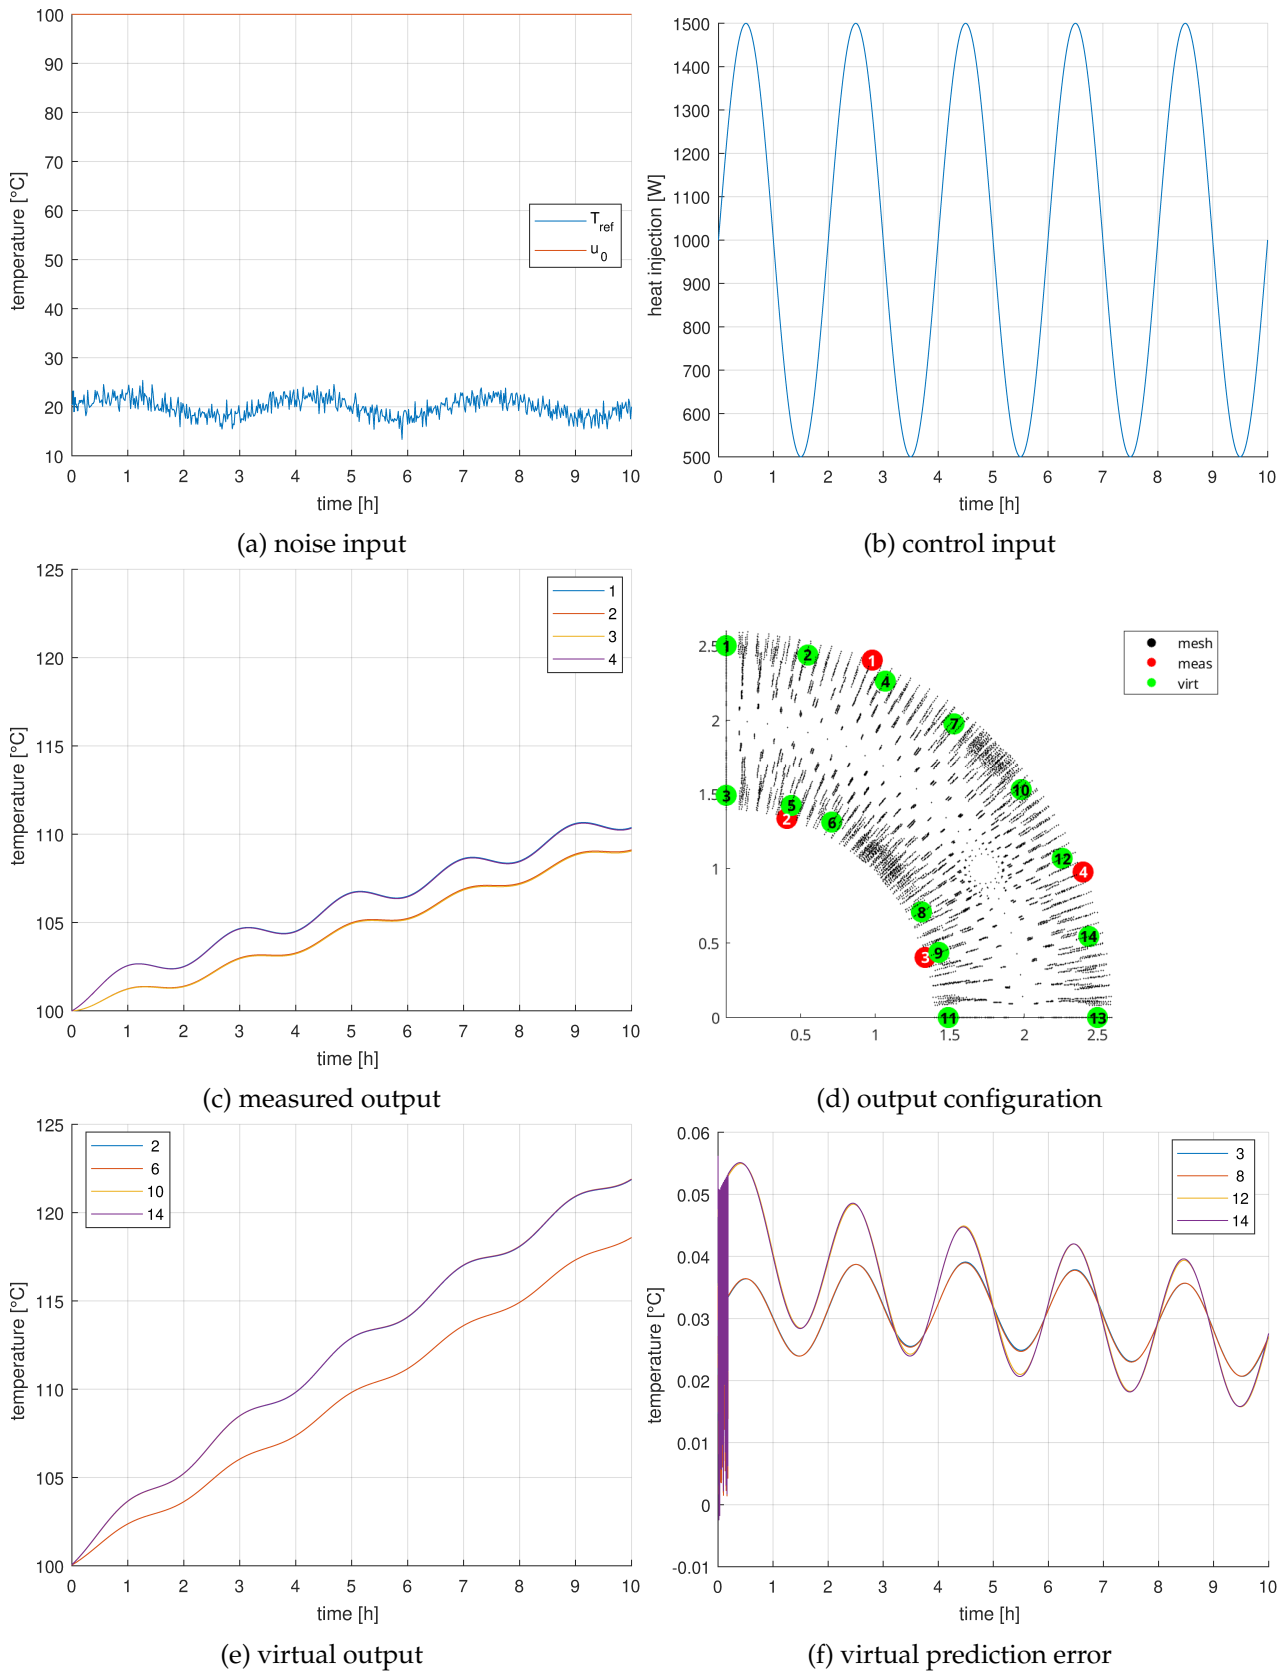 100
90
80
70
60
50
40
30
20
10
temperature [°C]
T_ref
u_0
0 1 2 3 4 5 6 7 8 9 10
time [h]
(a) noise input
1500
1400
1300
1200
1100
1000
900
800
700
600
500
heat injection [W]
0 1 2 3 4 5 6 7 8 9 10
time [h]
(b) control input
125
120
115
110
105
100
temperature [°C]
1
2
3
4
0 1 2 3 4 5 6 7 8 9 10
time [h]
(c) measured output
mesh
meas
virt
2.5
2
1.5
1
0.5
0
0.5 1 1.5 2 2.5
1
2
1
4
7
3
5
2
6
10
12
4
8
14
9
3
11
13
(d) output configuration
125
120
115
110
105
100
temperature [°C]
2
6
10
14
0 1 2 3 4 5 6 7 8 9 10
time [h]
(e) virtual output
0.06
0.05
0.04
0.03
0.02
0.01
0
-0.01
temperature [°C]
3
8
12
14
0 1 2 3 4 5 6 7 8 9 10
time [h]
(f) virtual prediction error